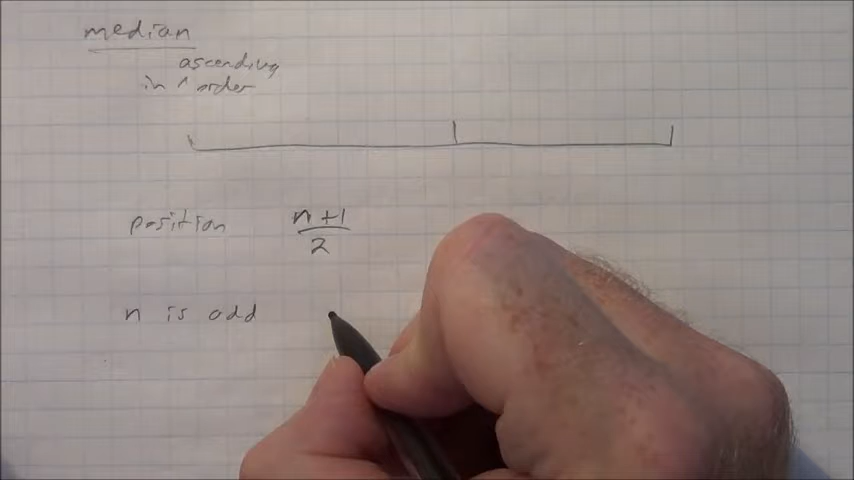 median
ascending
in ^ order
position n+1
2
n is odd